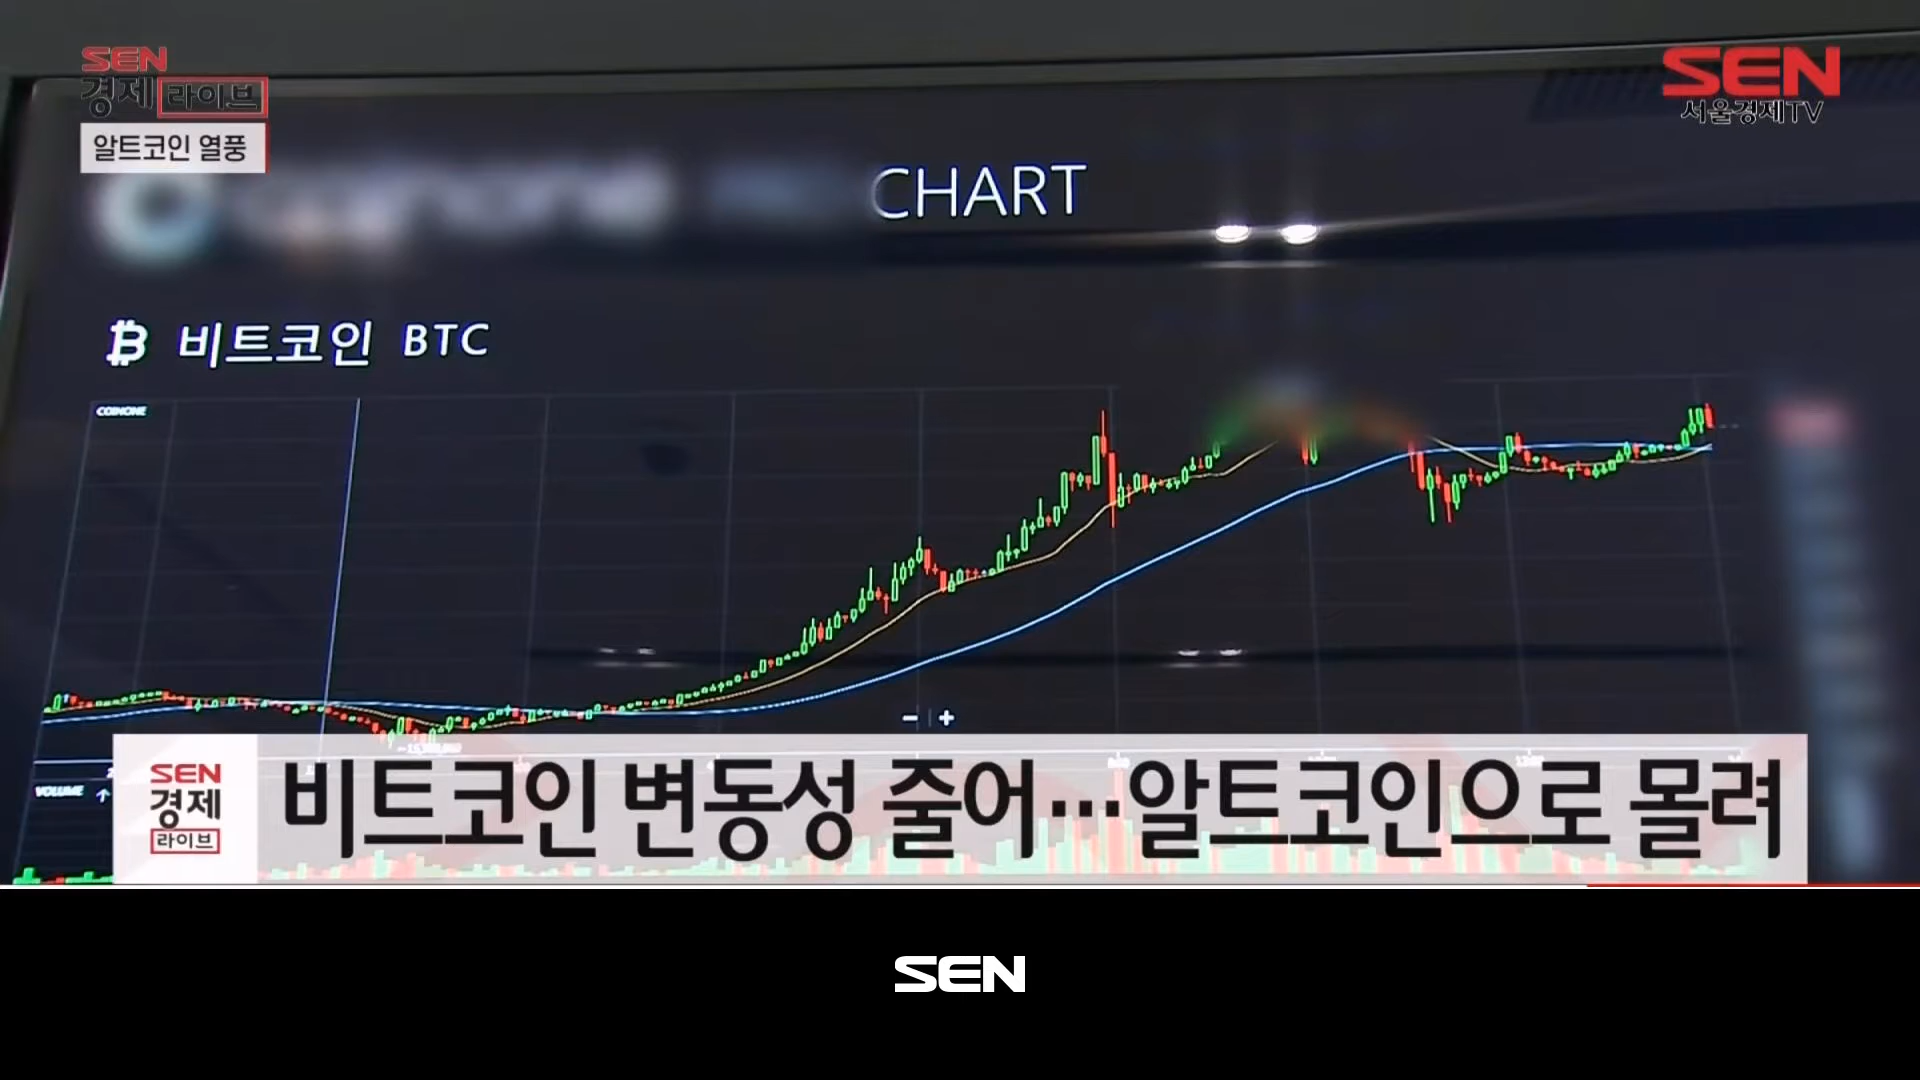 SEN
경제 라이브
알트코인 열풍
SEN
서울경제TV
CHART
비트코인 BTC
COINONE
VOLUME
SEN
경제
라이브
비트코인 변동성 줄어…알트코인으로 몰려
SEN